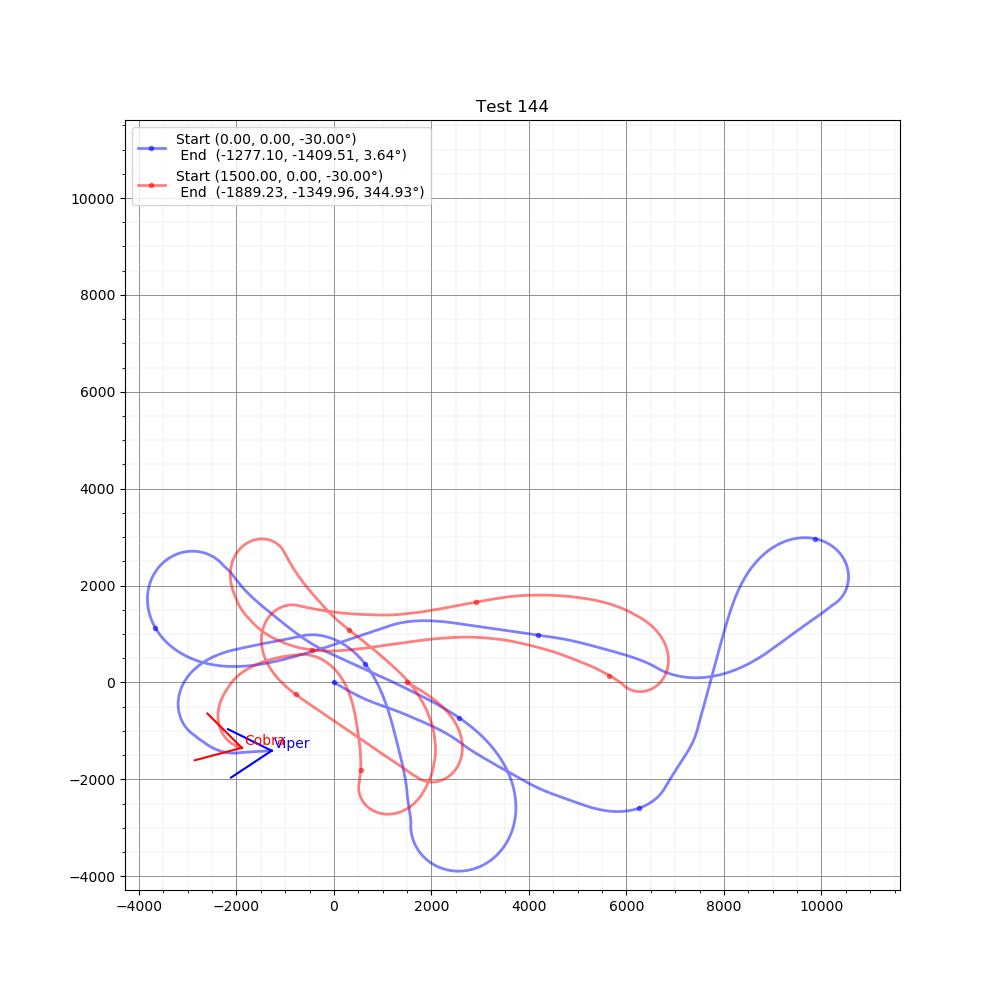 Test 144
Start (0.00, 0.00, -30.00°)
End  (-1277.10, -1409.51, 3.64°)
Start (1500.00, 0.00, -30.00°)
End  (-1889.23, -1349.96, 344.93°)
10000
8000
6000
4000
2000
0
−2000
−4000
Cobra
Viper
−4000 −2000 0 2000 4000 6000 8000 10000